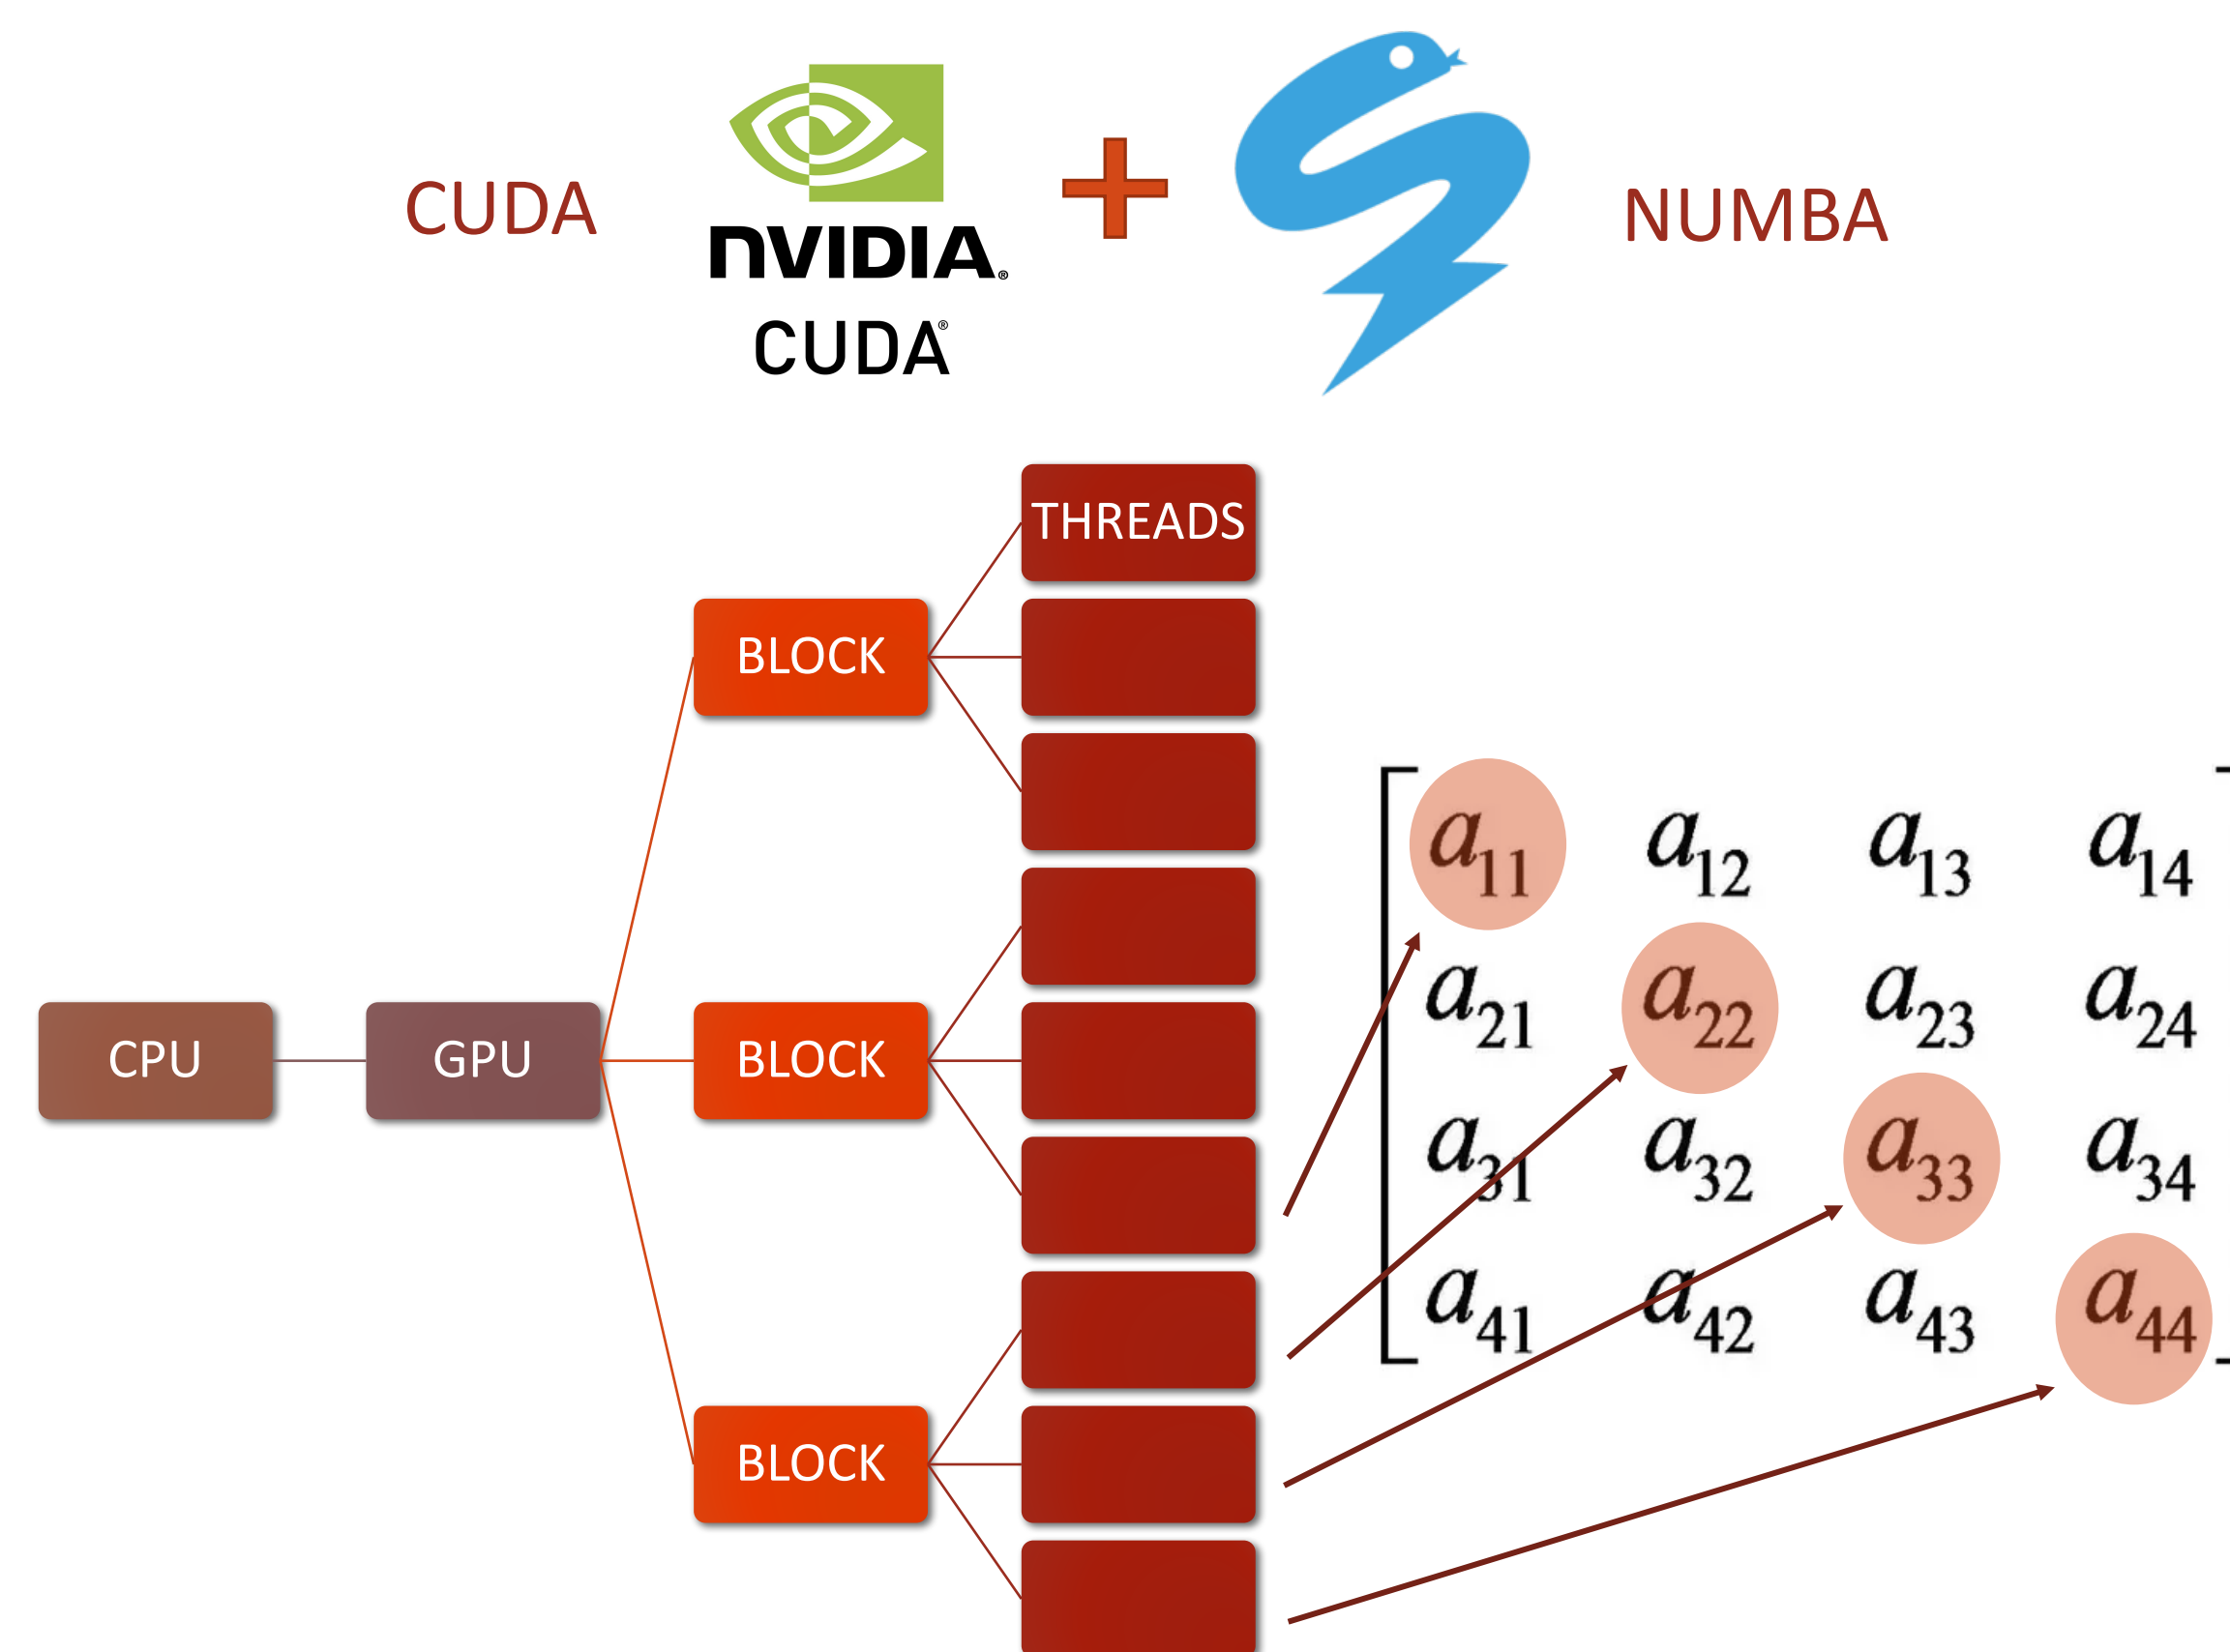 CUDA
NVIDIA®
CUDA®
NUMBA
THREADS
BLOCK
CPU
GPU
BLOCK
BLOCK
a11 a12 a13 a14
a21 a22 a23 a24
a31 a32 a33 a34
a41 a42 a43 a44